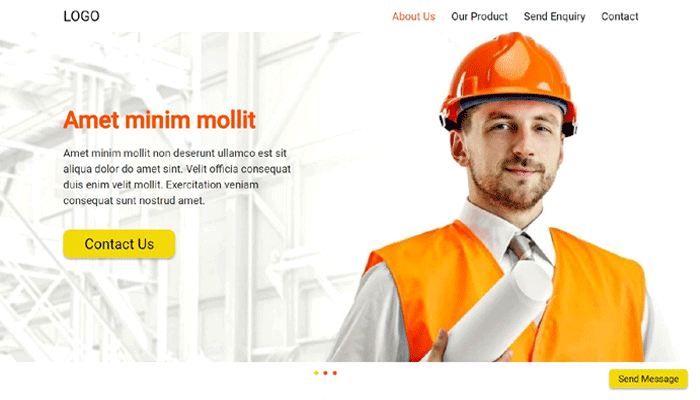 LOGO
About Us Our Product Send Enquiry Contact
Amet minim mollit
Amet minim mollit non deserunt ullamco est sit
aliqua dolor do amet sint. Velit officia consequat
duis enim velit mollit. Exercitation veniam
consequat sunt nostrud amet.
Contact Us
Send Message